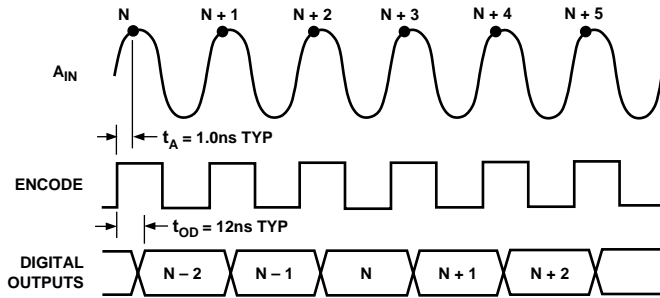 N N + 1 N + 2 N + 3 N + 4 N + 5
AIN
tA = 1.0ns TYP
ENCODE
tOD = 12ns TYP
DIGITAL
OUTPUTS
N – 2 N – 1 N N + 1 N + 2